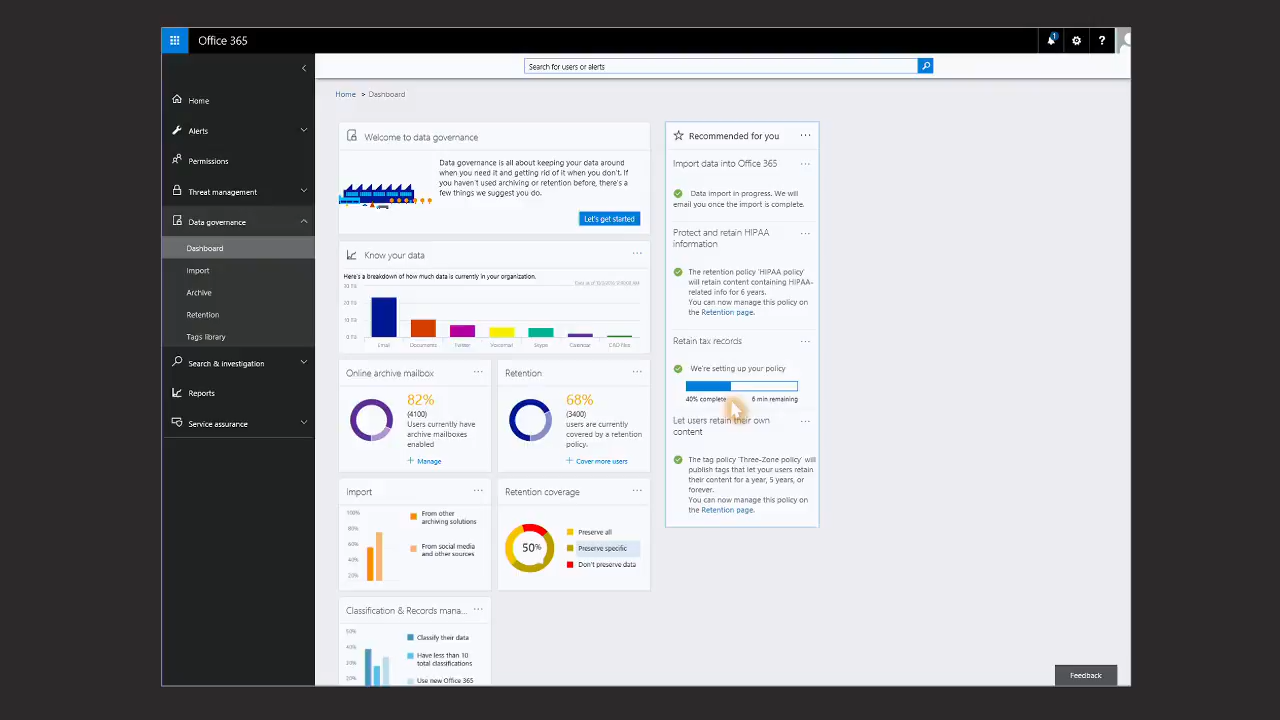 Office 365
1
?
Search for users or alerts
Home
Alerts
Permissions
Threat management
Data governance
Dashboard
Import
Archive
Retention
Tags library
Search & investigation
Reports
Service assurance
Home > Dashboard
Welcome to data governance
Data governance is all about keeping your data around
when you need it and getting rid of it when you don't. If
you haven't used archiving or retention before, there's a
few things we suggest you do.
Let's get started
Know your data
Here's a breakdown of how much data is currently in your organization.
Email
Documents
Twitter
Voicemail
Skype
Calendar
CAD files
Online archive mailbox
82%
(4100)
Users currently have
archive mailboxes
enabled
+ Manage
Retention
68%
(3400)
users are currently
covered by a retention
policy.
+ Cover more users
Import
100%
80%
60%
40%
20%
From other
archiving solutions
From social media
and other sources
Retention coverage
50%
Preserve all
Preserve specific
Don't preserve data
Classification & Records mana...
50%
40%
30%
20%
Classify their data
Have less than 10
total classifications
Use new Office 365
Recommended for you
Import data into Office 365
Data import in progress. We will
email you once the import is complete.
Protect and retain HIPAA
information
The retention policy 'HIPAA policy'
will retain content containing HIPAA-
related info for 6 years.
You can now manage this policy on
the Retention page.
Retain tax records
We're setting up your policy
40% complete
6 min remaining
Let users retain their own
content
The tag policy 'Three-Zone policy' will
publish tags that let your users retain
their content for a year, 5 years, or
forever.
You can now manage this policy on
the Retention page.
Feedback